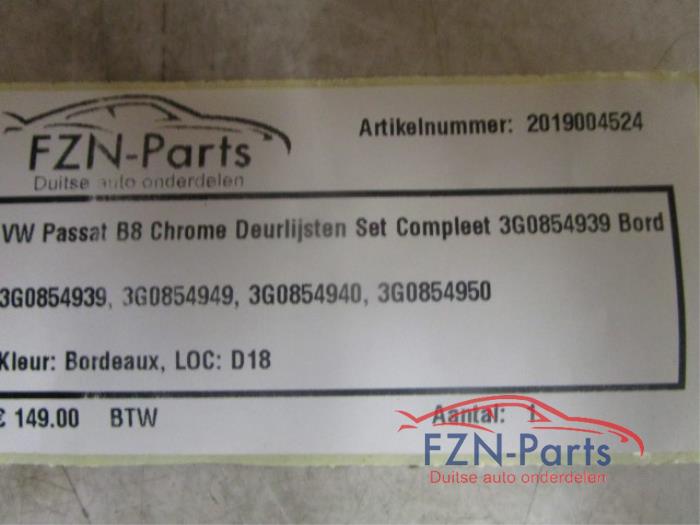 FZN-Parts
Duitse auto onderdelen
Artikelnummer: 2019004524
VW Passat B8 Chrome Deurlijsten Set Compleet 3G0854939 Bord
3G0854939, 3G0854949, 3G0854940, 3G0854950
Kleur: Bordeaux, LOC: D18
€ 149.00 BTW
Aantal: 1
FZN-Parts
Duitse auto onderdelen